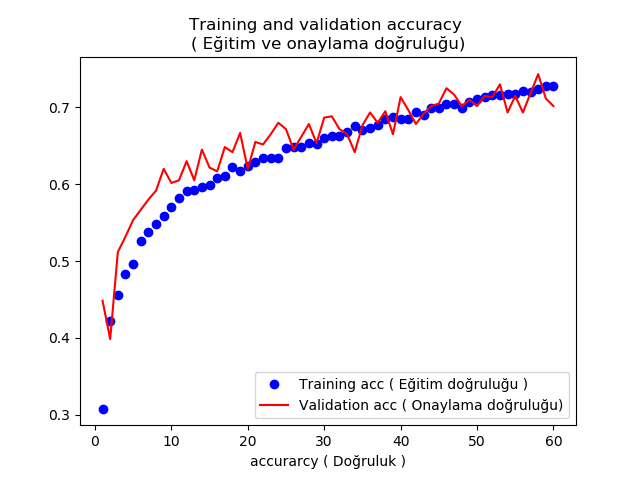 Training and validation accuracy
( Eğitim ve onaylama doğruluğu)
0.7
0.6
0.5
0.4
0.3
Training acc ( Eğitim doğruluğu )
Validation acc ( Onaylama doğruluğu)
0 10 20 30 40 50 60
accurarcy ( Doğruluk )